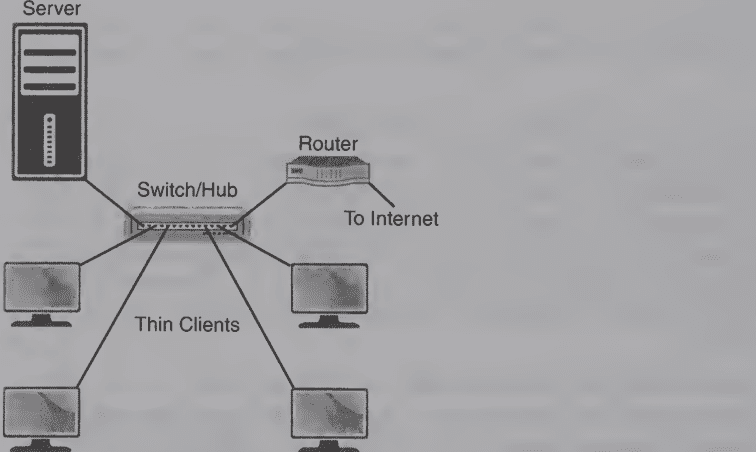 Server
Router
Switch/Hub
To Internet
Thin Clients